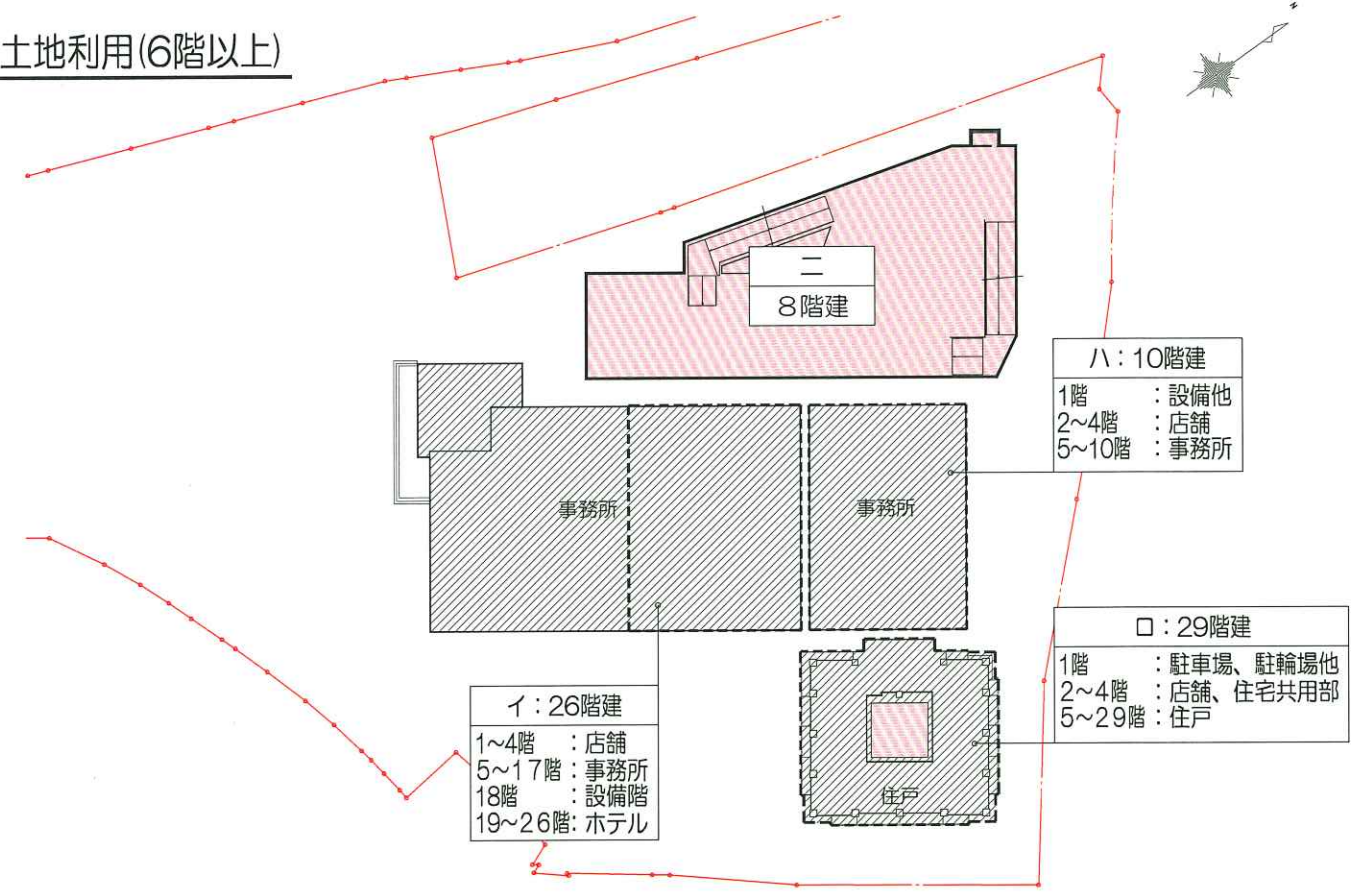 土地利用(6階以上)
N
ニ
8階建
ハ：10階建
1階　　：設備他
2~4階　：店舗
5~10階　：事務所
事務所
事務所
ロ：29階建
1階　　：駐車場、駐輪場他
2~4階　：店舗、住宅共用部
5~29階：住戸
イ：26階建
1~4階　：店舗
5~17階：事務所
18階　　：設備階
19~26階：ホテル
住戸